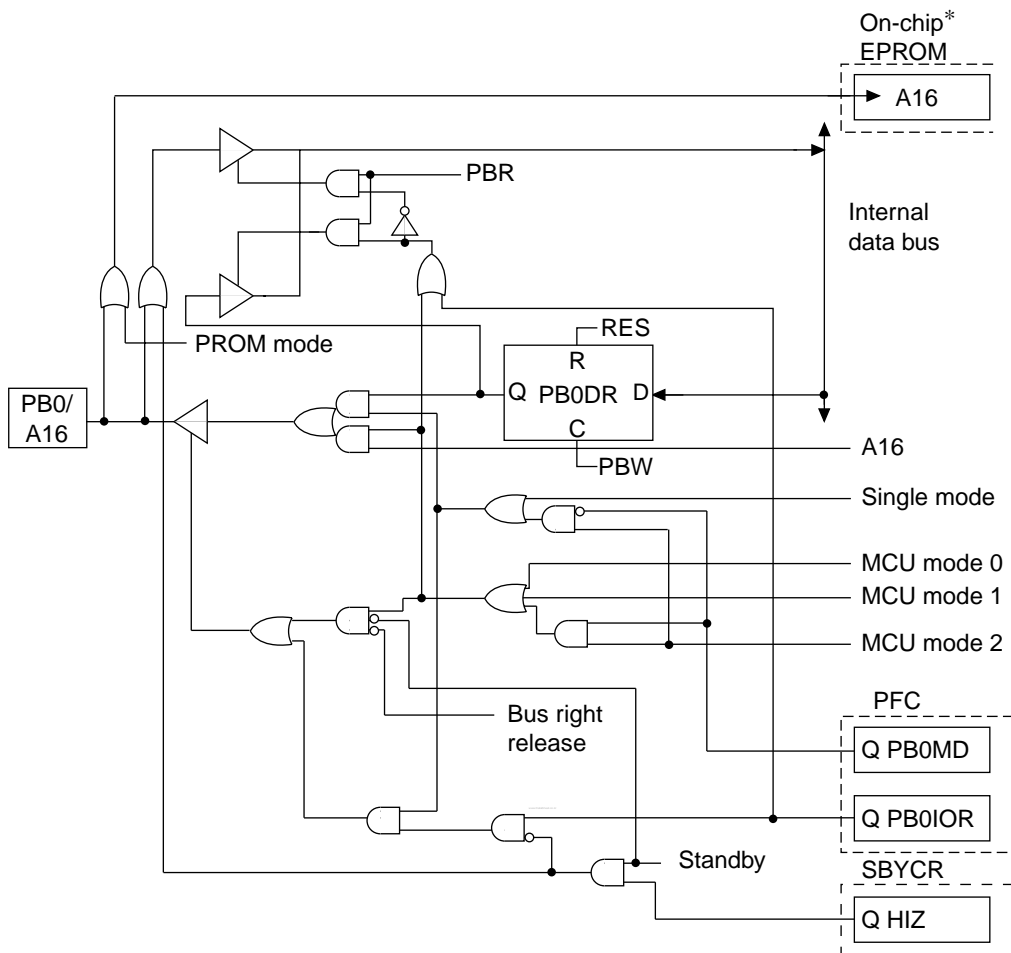 On-chip*
EPROM
A16
PBR
Internal
data bus
PROM mode
RES
R
Q PB0DR D
C
PBW
PB0/
A16
A16
Single mode
MCU mode 0
MCU mode 1
MCU mode 2
Bus right
release
PFC
Q PB0MD
Q PB0IOR
Standby
SBYCR
Q HIZ